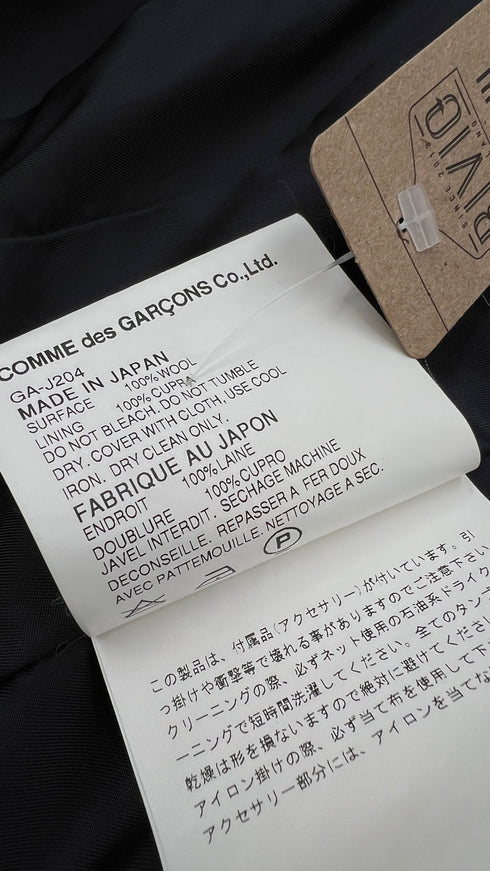 COMME des GARÇONS Co.,Ltd.
GA-J204
MADE IN JAPAN
SURFACE 100% WOOL
LINING 100% CUPRA
DO NOT BLEACH. DO NOT TUMBLE
DRY. COVER WITH CLOTH, USE COOL
IRON. DRY CLEAN ONLY.
FABRIQUE AU JAPON
ENDROIT 100% LAINE
DOUBLURE 100% CUPRO
JAVEL INTERDIT. SECHAGE MACHINE
DECONSEILLE. REPASSER A FER DOUX
AVEC PATTEMOUILLE. NETTOYAGE A SEC.
P
この製品は、付属品(アクセサリー)が付いています。引
っ掛けや衝撃等で壊れる事がありますのでご注意下さい
クリーニングの際、必ずネット使用の石油系ドライク
ーニングで短時間洗濯してください。全てのタンブ
乾燥は形を損ないますので絶対に避けてくださ
アイロン掛けの際、必ず当て布を使用して下
アクセサリー部分には、アイロンを当てな
SINCE 201